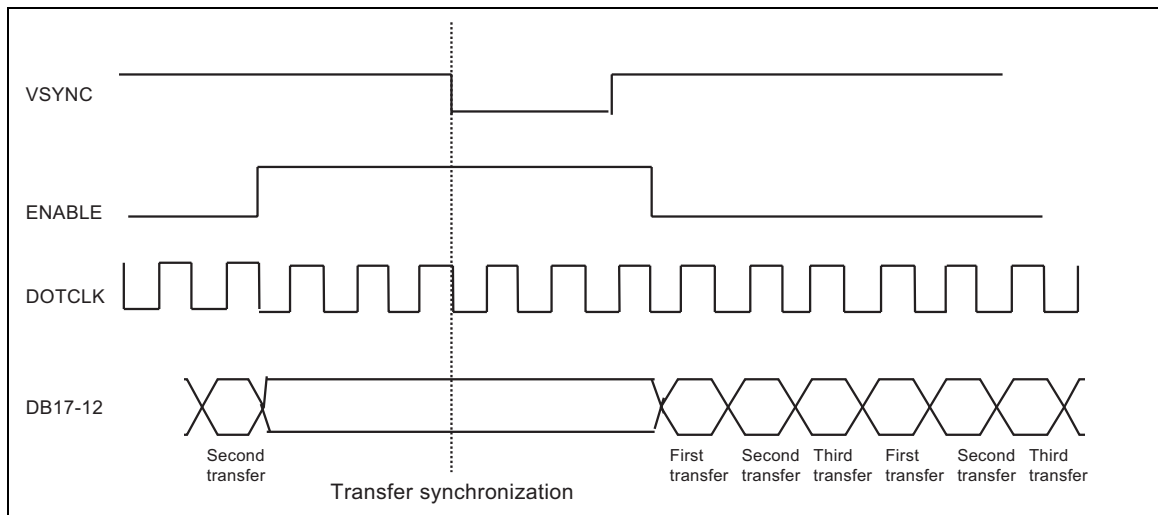 VSYNC
ENABLE
DOTCLK
DB17-12
Second
transfer
First
transfer
Second
transfer
Third
transfer
First
transfer
Second
transfer
Third
transfer
Transfer synchronization